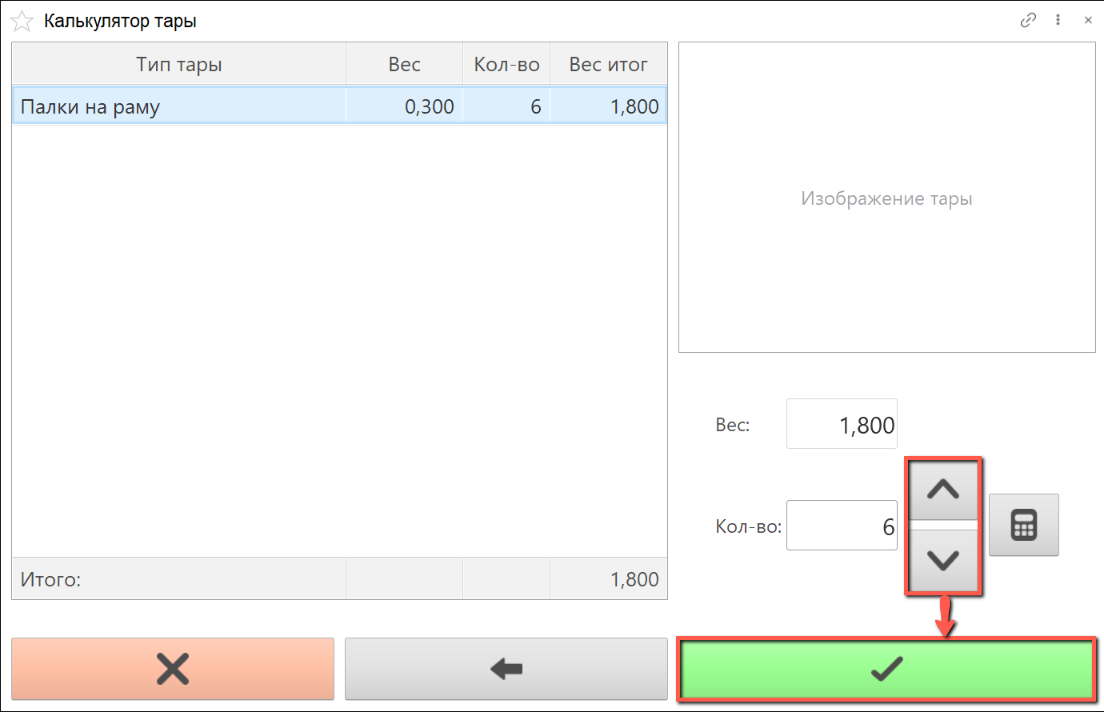 Калькулятор тары
Тип тары Вес Кол-во Вес итог
Палки на раму 0,300 6 1,800
Изображение тары
Вес: 1,800
Кол-во: 6
Итого: 1,800